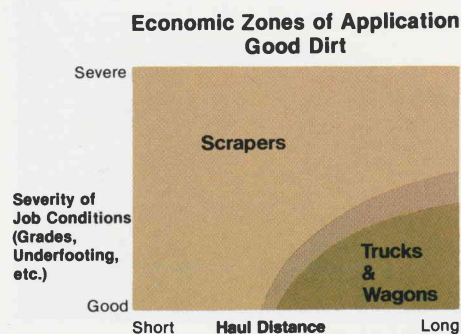 Economic Zones of Application
Good Dirt
Severe
Scrapers
Severity of
Job Conditions
(Grades,
Underfooting,
etc.)
Trucks
&
Wagons
Good
Short Haul Distance Long